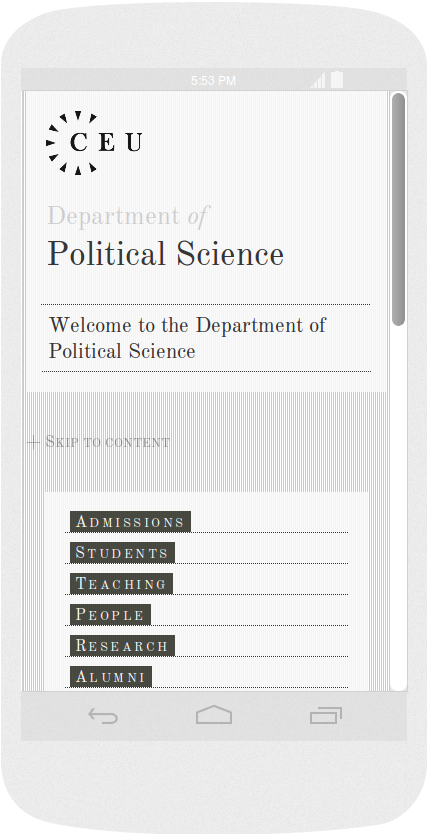 5:53 PM
CEU
Department of
Political Science
Welcome to the Department of
Political Science
Skip to content
Admissions
Students
Teaching
People
Research
Alumni